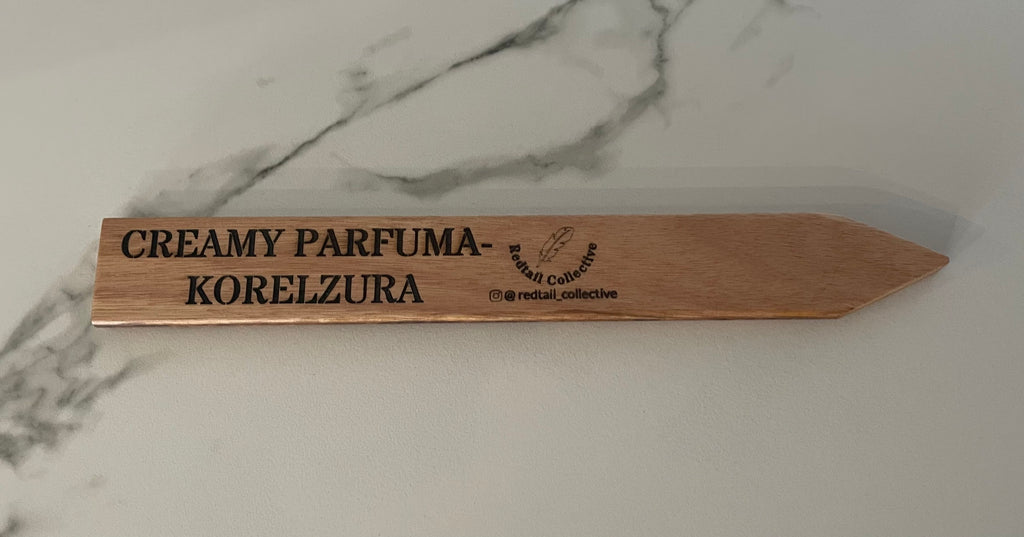 CREAMY PARFUMA-
KORELZURA
Redtail Collective
@redtail_collective